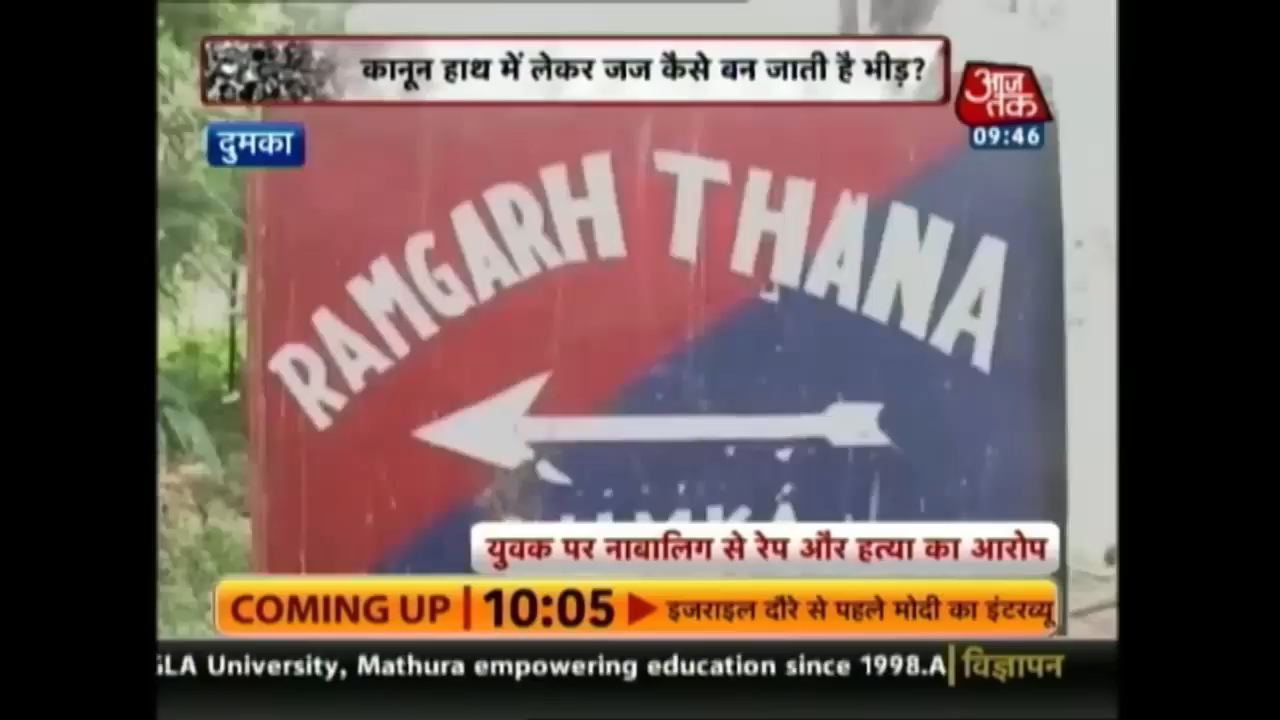 कानून हाथ में लेकर जज कैसे बन जाती है भीड़?
आज
तक
09:46
दुमका
RAMGARH THANA
युवक पर नाबालिग से रेप और हत्या का आरोप
COMING UP 10:05 इजराइल दौरे से पहले मोदी का इंटरव्यू
GLA University, Mathura empowering education since 1998.A विज्ञापन